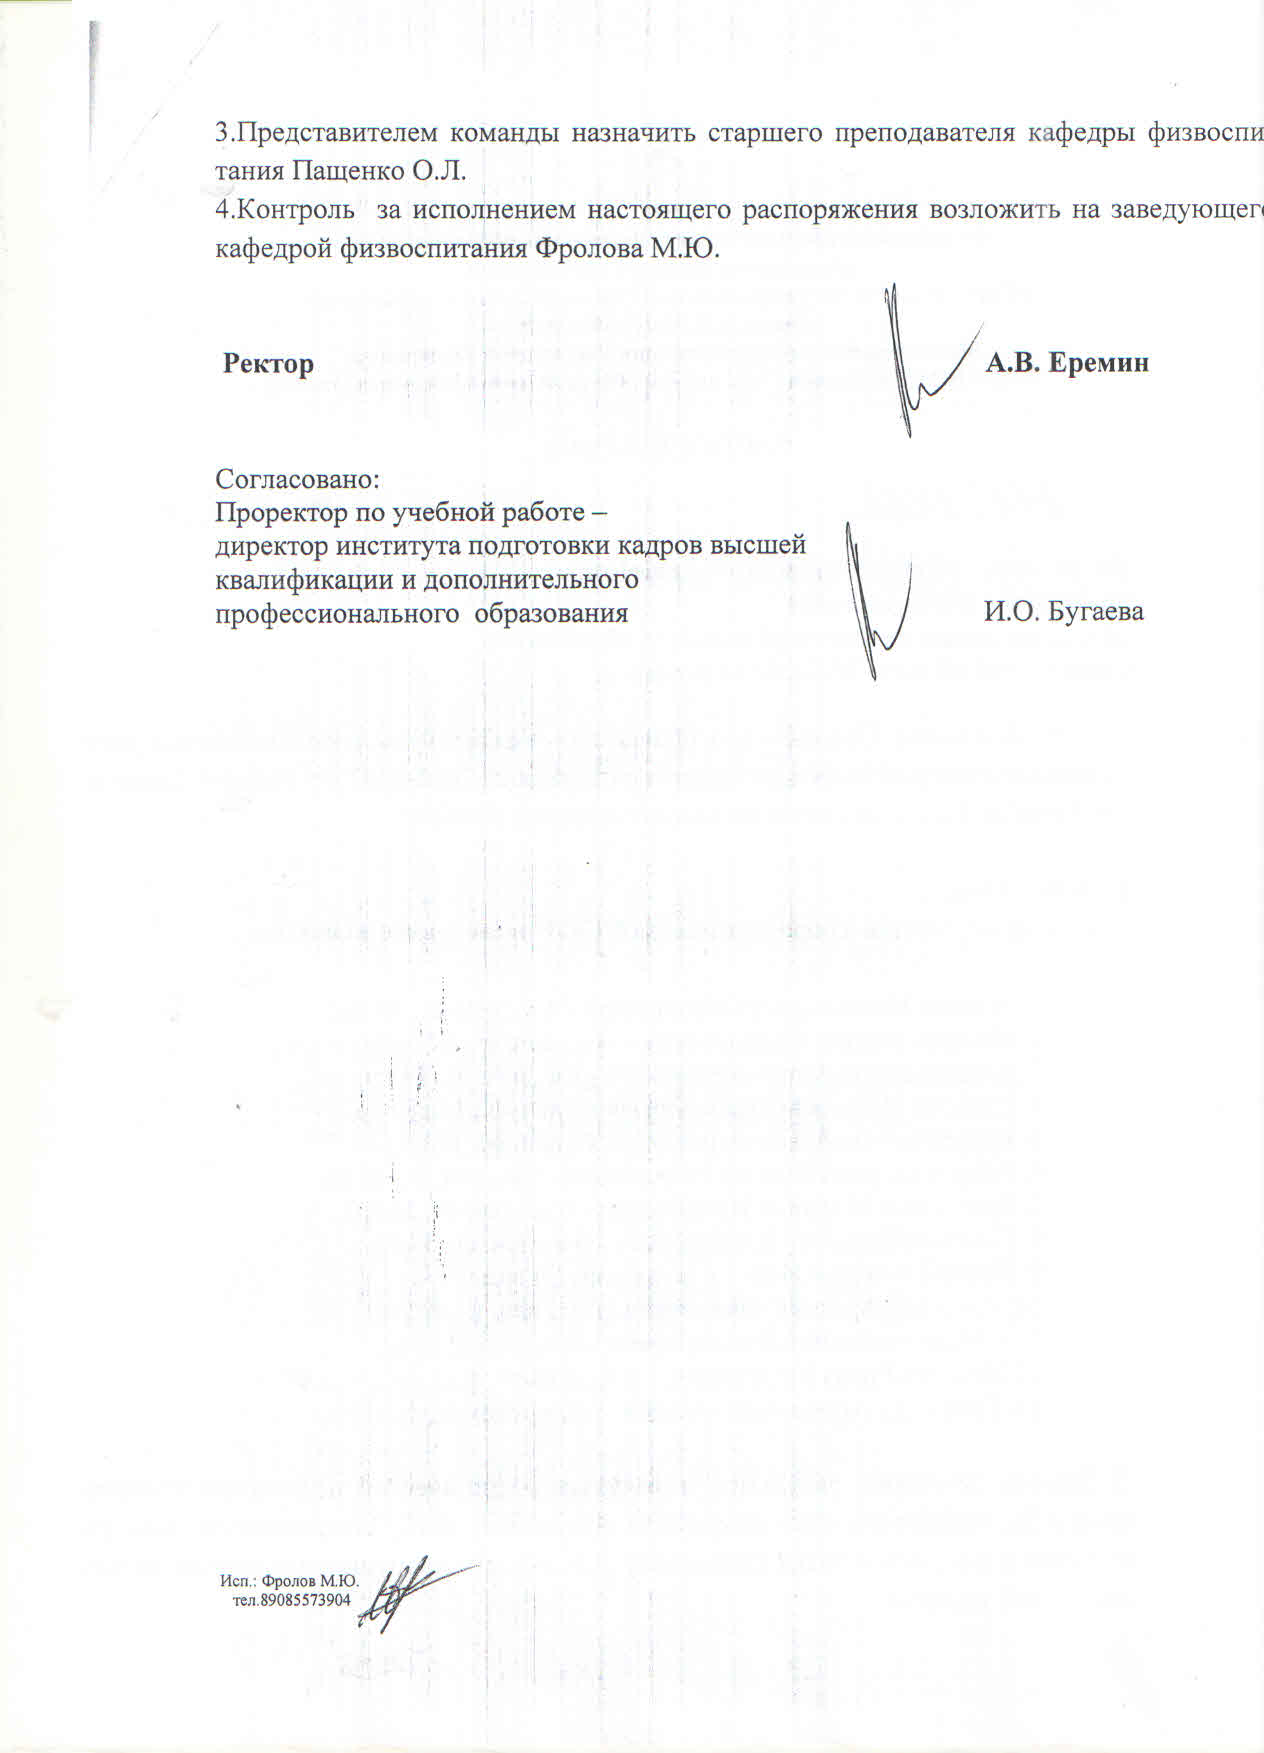 3.Представителем команды назначить старшего преподавателя кафедры физвоспи
тания Пащенко О.Л.
4.Контроль за исполнением настоящего распоряжения возложить на заведующего
кафедрой физвоспитания Фролова М.Ю.
Ректор А.В. Еремин
Согласовано:
Проректор по учебной работе –
директор института подготовки кадров высшей
квалификации и дополнительного
профессионального образования И.О. Бугаева
Исп.: Фролов М.Ю.
тел.89085573904